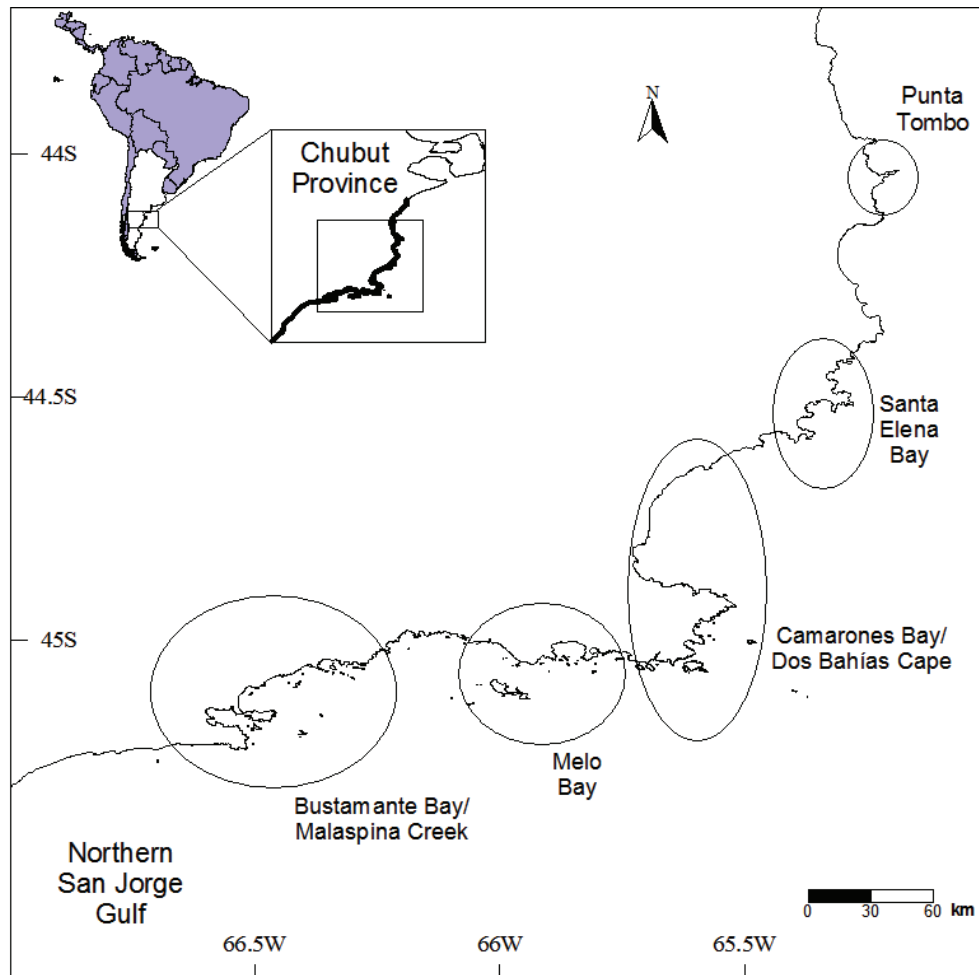 N
Punta
Tombo
44S
Chubut
Province
44.5S
Santa
Elena
Bay
45S
Camarones Bay/
Dos Bahías Cape
Melo
Bay
Bustamante Bay/
Malaspina Creek
Northern
San Jorge
Gulf
0 30 60 km
66.5W 66W 65.5W